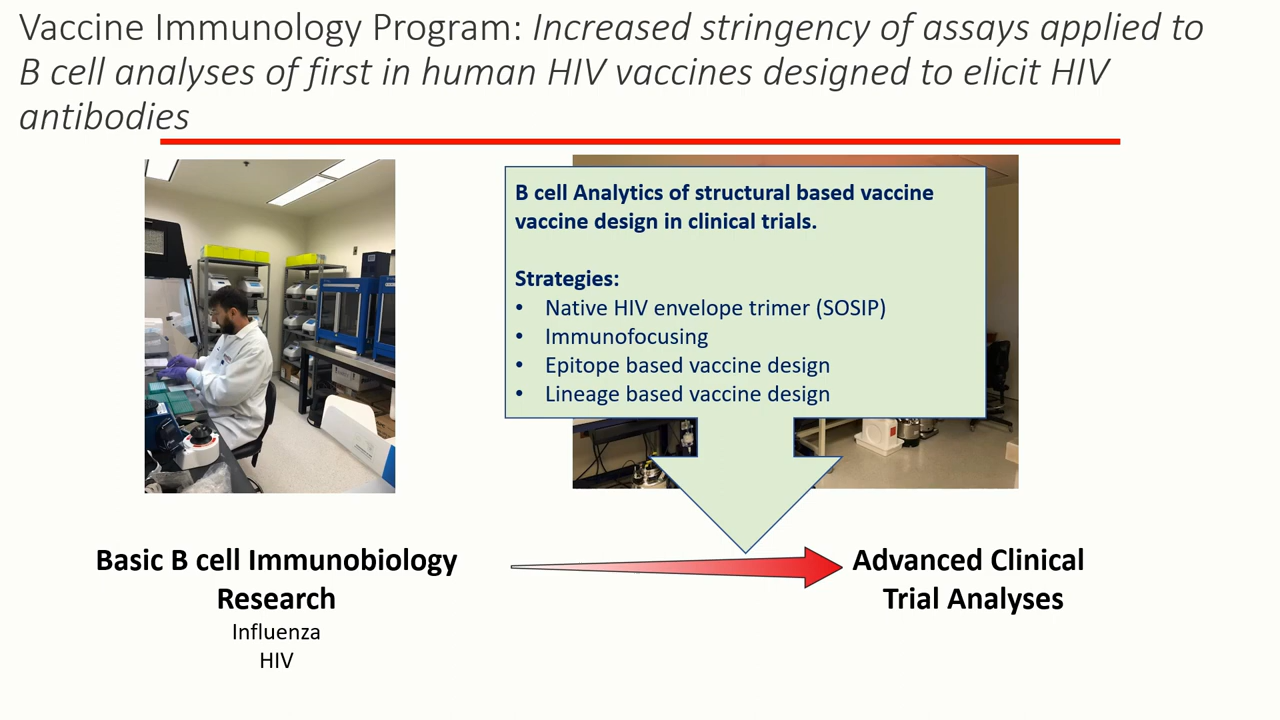 Vaccine Immunology Program: Increased stringency of assays applied to
B cell analyses of first in human HIV vaccines designed to elicit HIV
antibodies
B cell Analytics of structural based vaccine
vaccine design in clinical trials.
Strategies:
• Native HIV envelope trimer (SOSIP)
• Immunofocusing
• Epitope based vaccine design
• Lineage based vaccine design
Basic B cell Immunobiology
Research
Influenza
HIV
Advanced Clinical
Trial Analyses